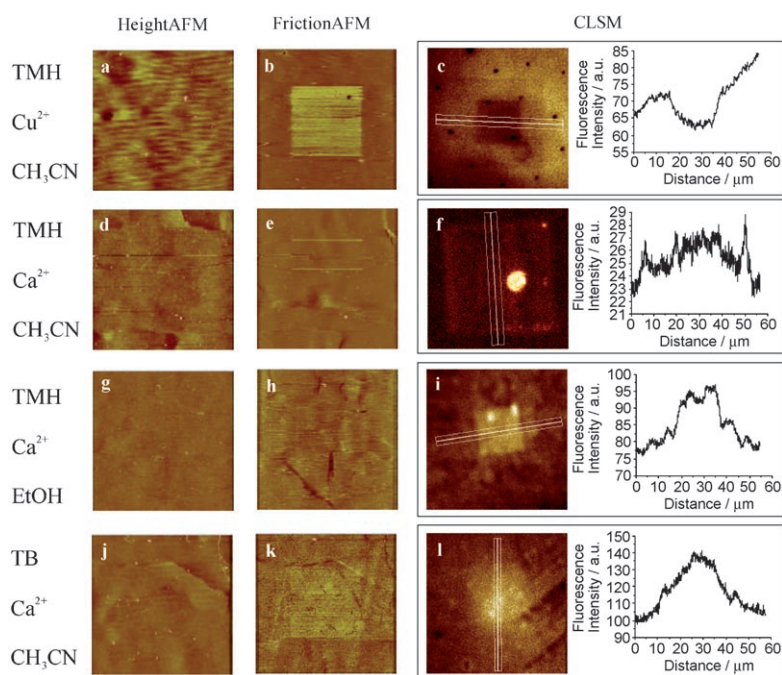 HeightAFM FrictionAFM CLSM
TMH
Cu²⁺
CH₃CN
a
b
c
Fluorescence
Intensity / a.u.
85
80
75
70
65
60
55
0 10 20 30 40 50 60
Distance / μm
TMH
Ca²⁺
CH₃CN
d
e
f
Fluorescence
Intensity / a.u.
29
28
27
26
25
24
23
22
21
0 10 20 30 40 50 60
Distance / μm
TMH
Ca²⁺
EtOH
g
h
i
Fluorescence
Intensity / a.u.
100
95
90
85
80
75
70
0 10 20 30 40 50 60
Distance / μm
TB
Ca²⁺
CH₃CN
j
k
l
Fluorescence
Intensity / a.u.
150
140
130
120
110
100
90
0 10 20 30 40 50 60
Distance / μm